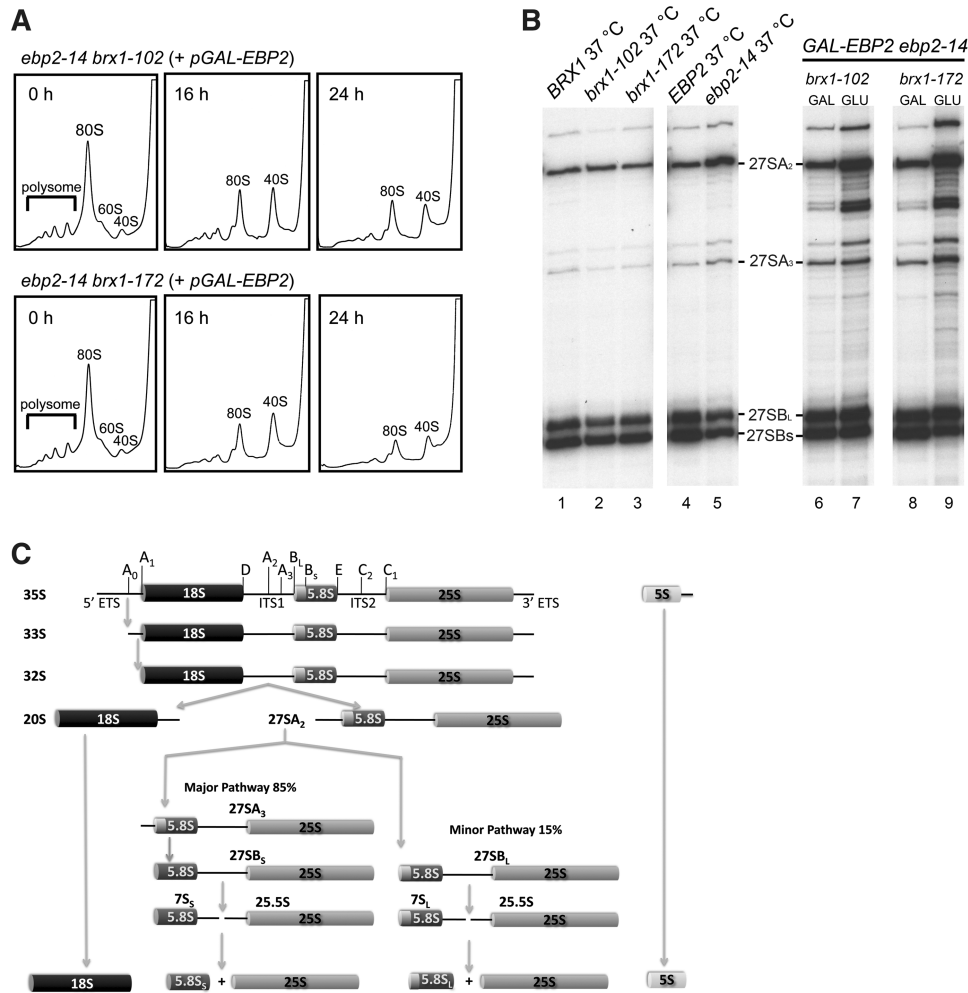 A
ebp2-14 brx1-102 (+ pGAL-EBP2)
0 h
80S
polysome
60S
40S
16 h
80S
40S
24 h
80S
40S
ebp2-14 brx1-172 (+ pGAL-EBP2)
0 h
80S
polysome
60S
40S
16 h
80S
40S
24 h
80S
40S
B
BRX1 37 °C
brx1-102 37 °C
brx1-172 37 °C
EBP2 37 °C
ebp2-14 37 °C
GAL-EBP2 ebp2-14
brx1-102 brx1-172
GAL GLU GAL GLU
27SA2
27SA3
27SBL
27SBs
1 2 3 4 5 6 7 8 9
C
A0 A1 D A2 A3 BL Bs E C2 C1
35S 5′ ETS 18S ITS1 5.8S ITS2 25S 3′ ETS 5S
33S 18S 5.8S 25S
32S 18S 5.8S 25S
20S 18S 27SA2 5.8S 25S
Major Pathway 85%
27SA3
5.8S 25S
Minor Pathway 15%
27SBS
5.8S 25S
27SBL
5.8S 25S
7SS 25.5S
5.8S 25S
7SL 25.5S
5.8S 25S
18S 5.8SS + 25S 5.8SL + 25S 5S